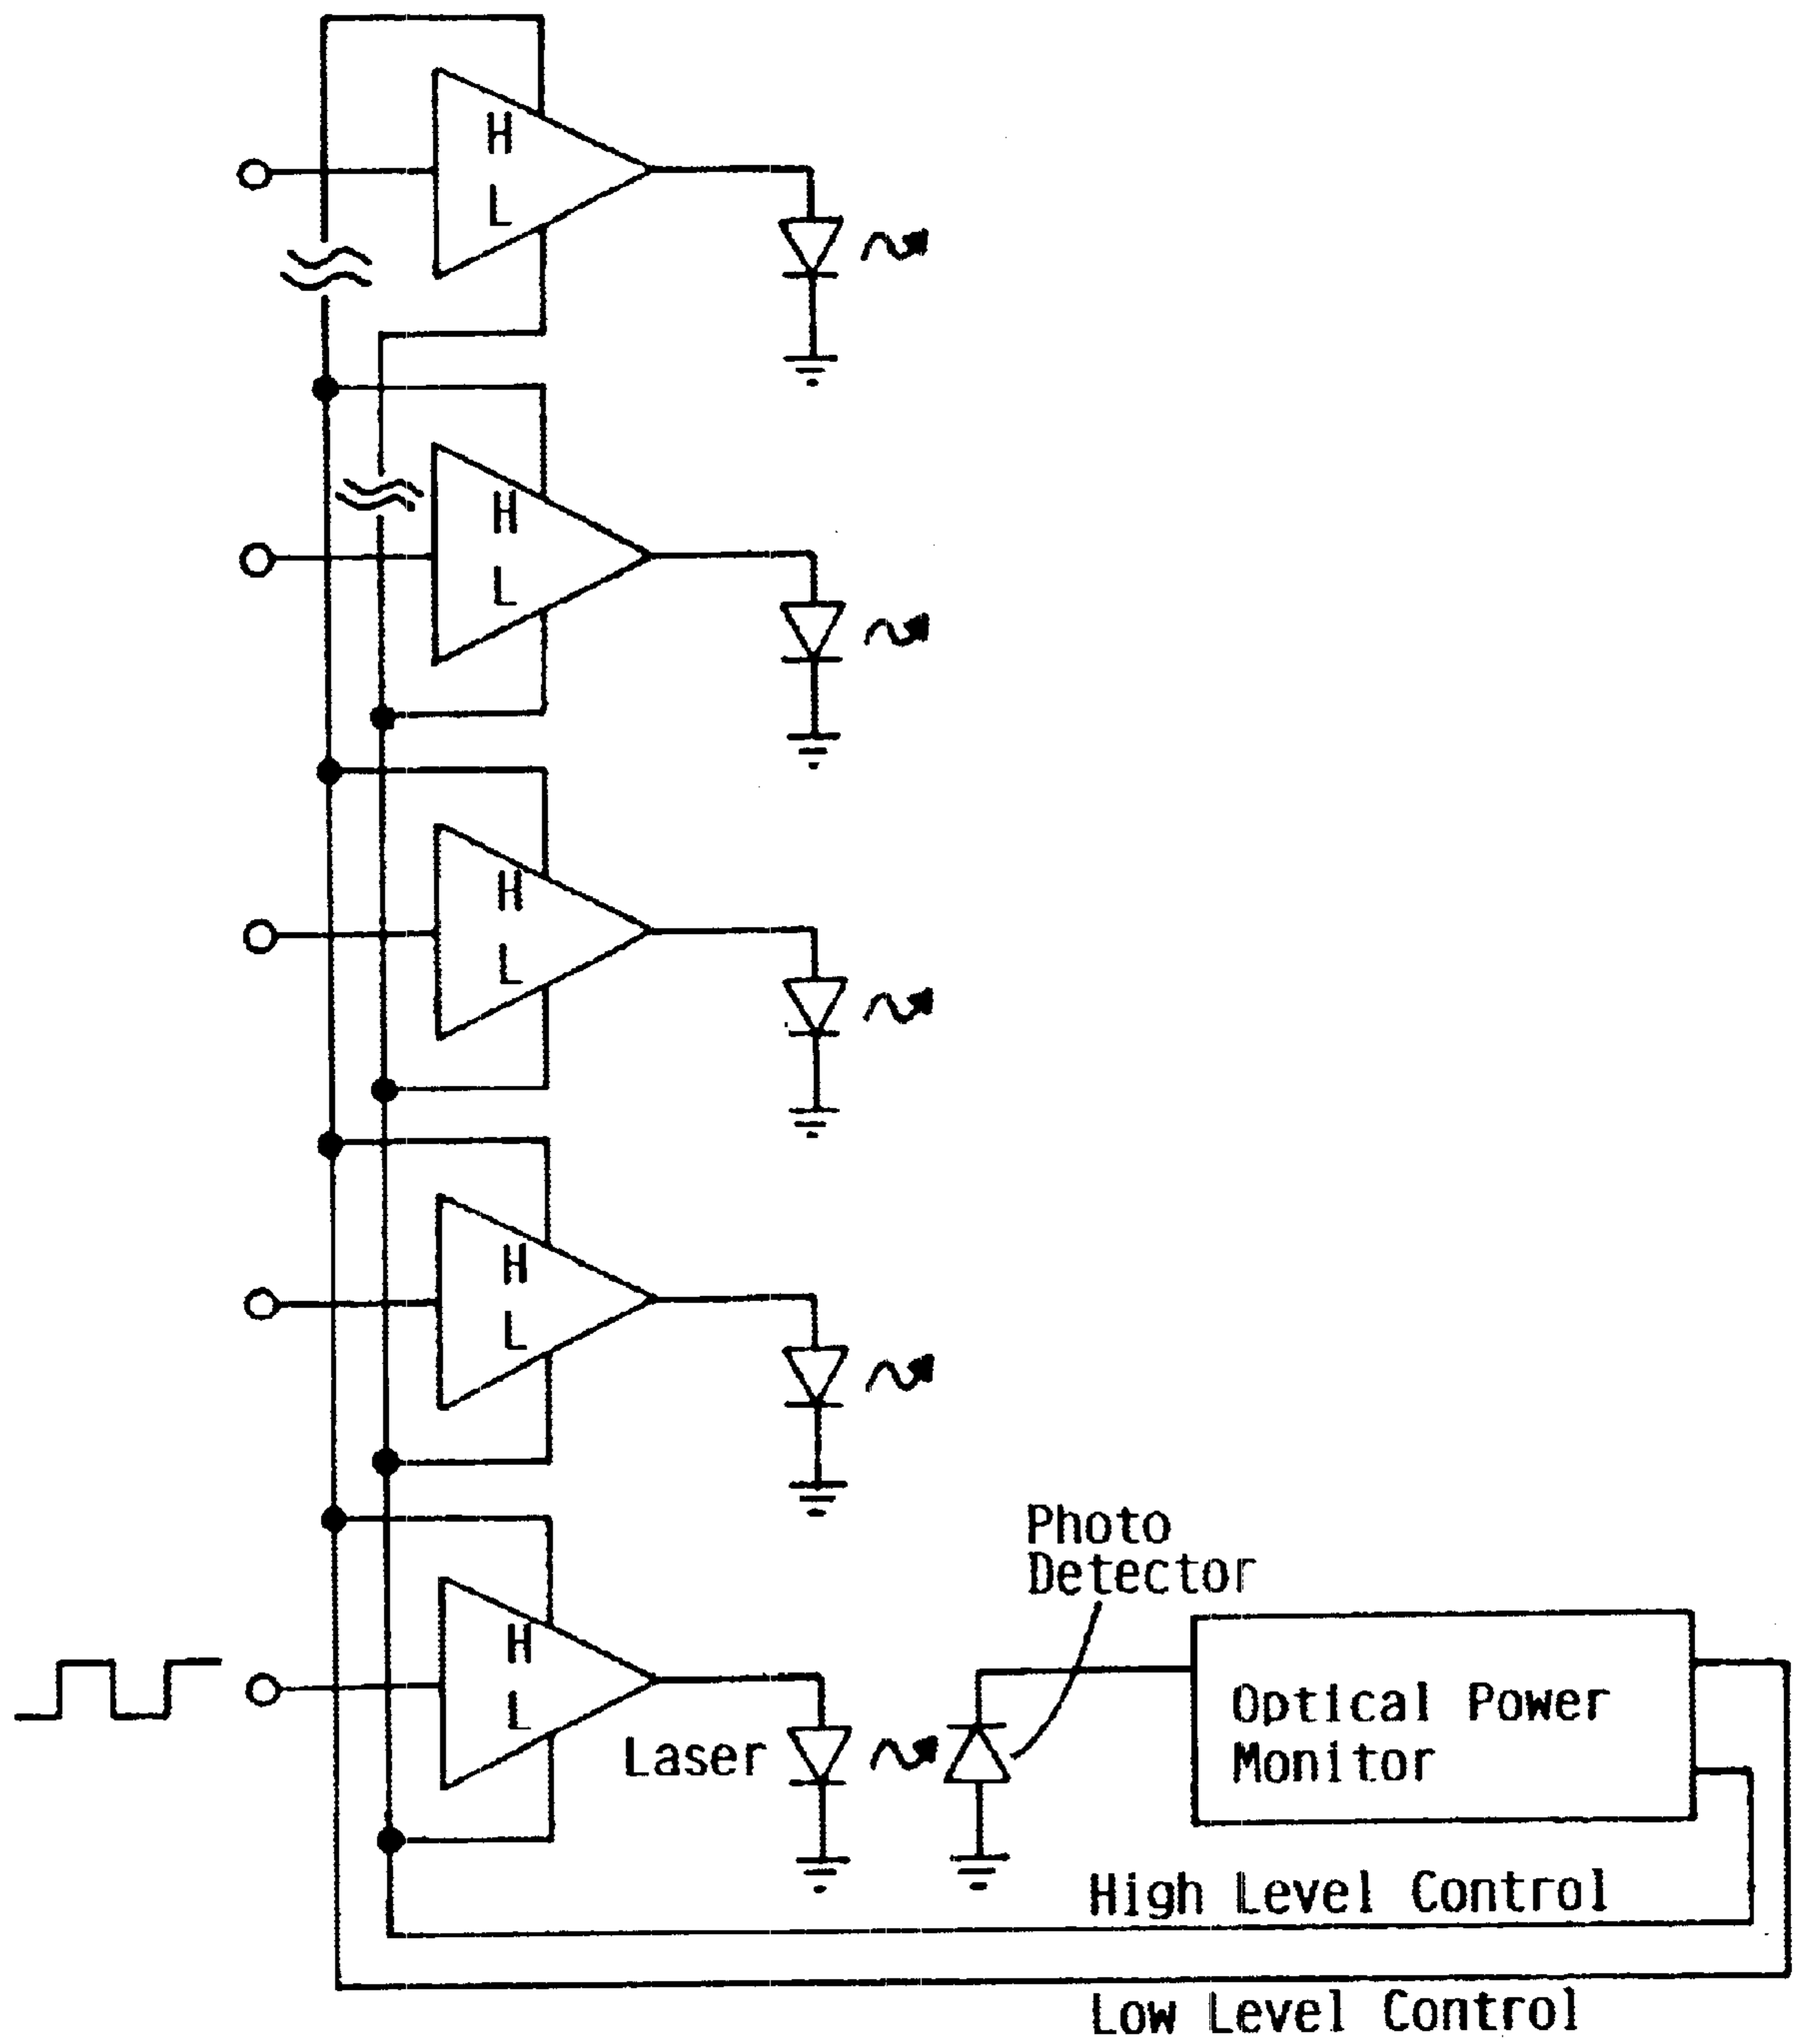 H
L
H
L
H
L
H
L
Photo
Detector
H
L
Laser
Optical Power
Monitor
High Level Control
Low Level Control